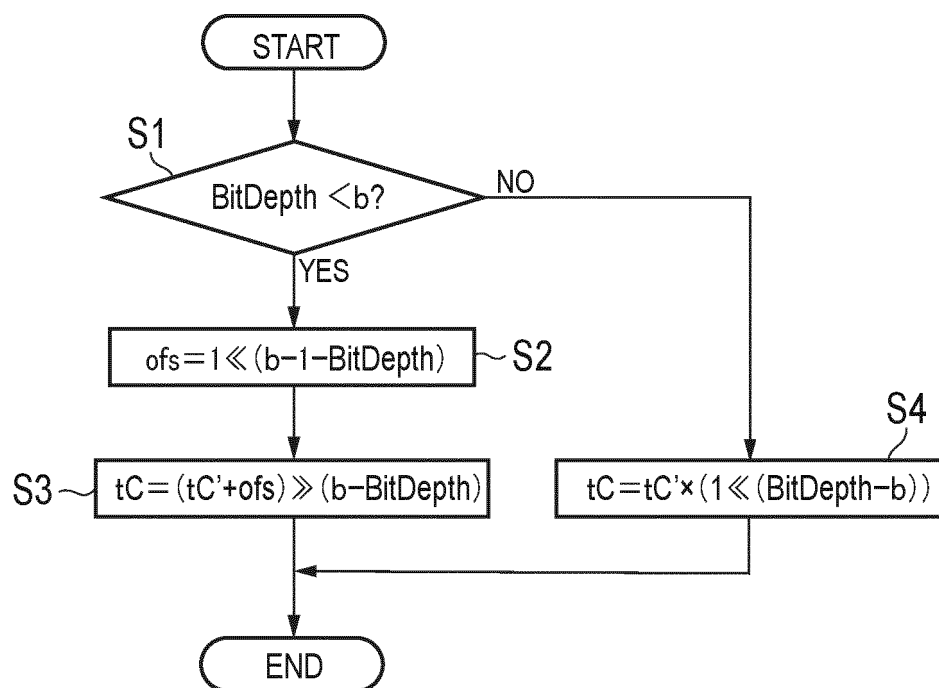 START
S1
BitDepth <b?
NO
YES
ofs=1≪(b−1−BitDepth)
S2
S4
S3
tC=(tC'+ofs)≫(b−BitDepth)
tC=tC'×(1≪(BitDepth−b))
END